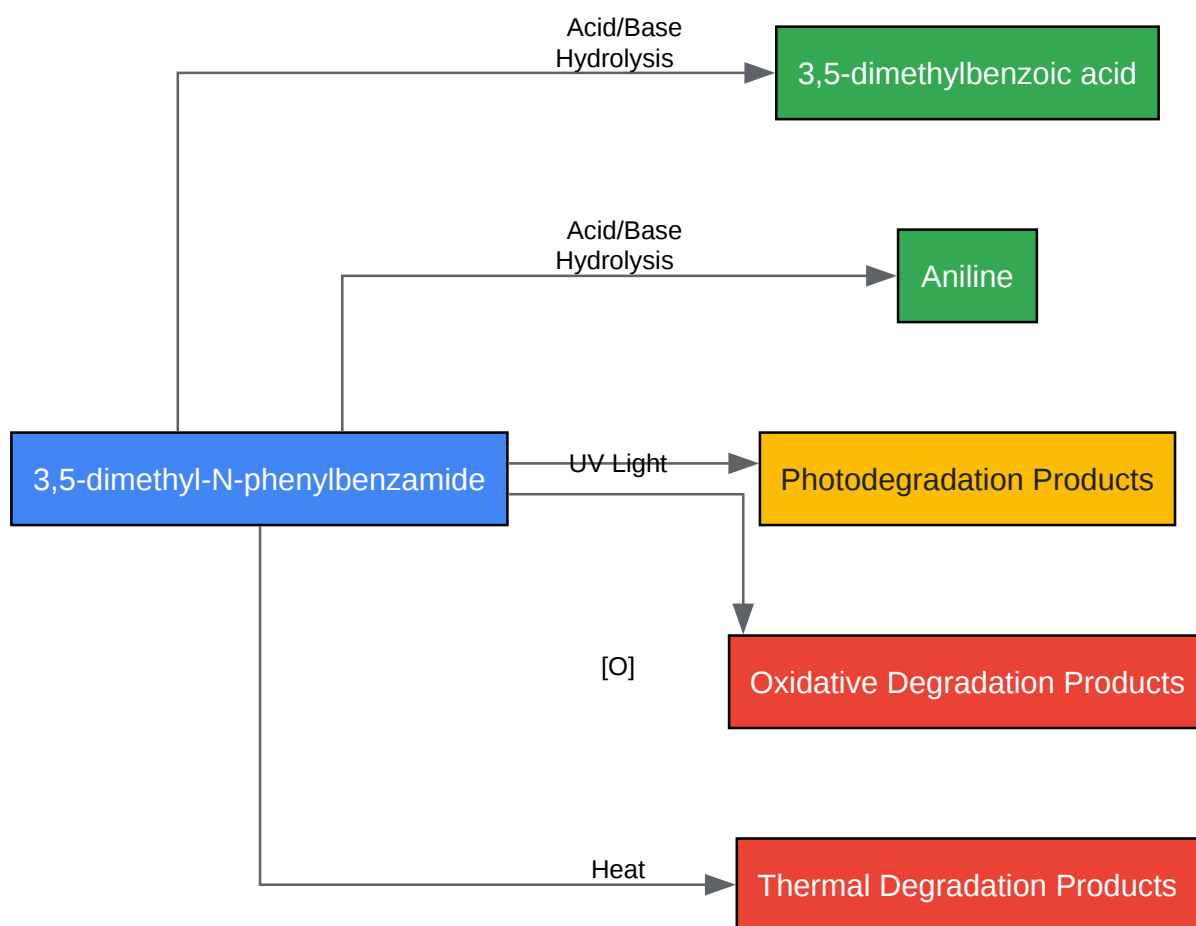 Acid/Base
Hydrolysis
3,5-dimethylbenzoic acid
Acid/Base
Hydrolysis
Aniline
3,5-dimethyl-N-phenylbenzamide
UV Light
Photodegradation Products
[O]
Oxidative Degradation Products
Heat
Thermal Degradation Products